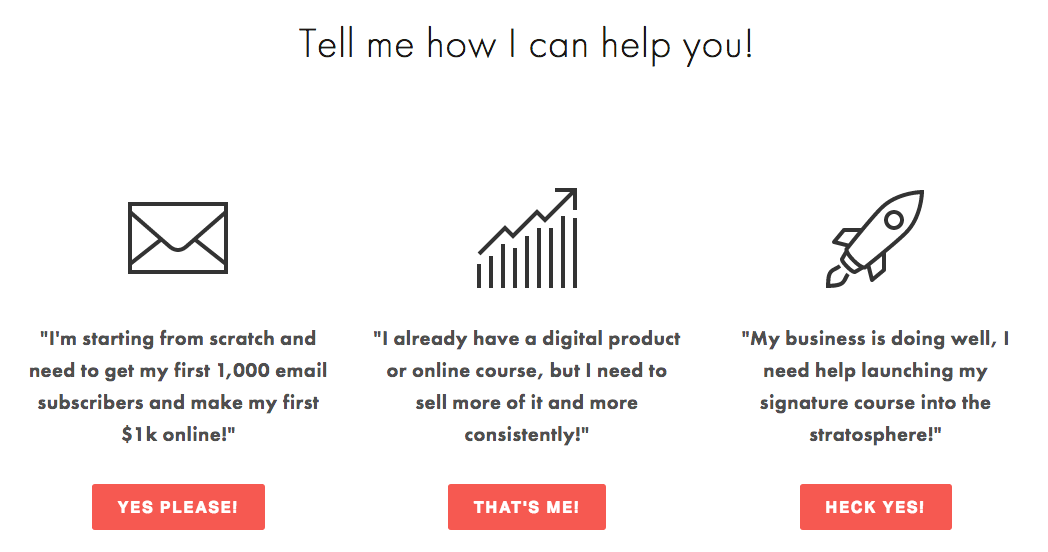 Tell me how I can help you!
"I'm starting from scratch and
need to get my first 1,000 email
subscribers and make my first
$1k online!"
YES PLEASE!
"I already have a digital product
or online course, but I need to
sell more of it and more
consistently!"
THAT'S ME!
"My business is doing well, I
need help launching my
signature course into the
stratosphere!"
HECK YES!